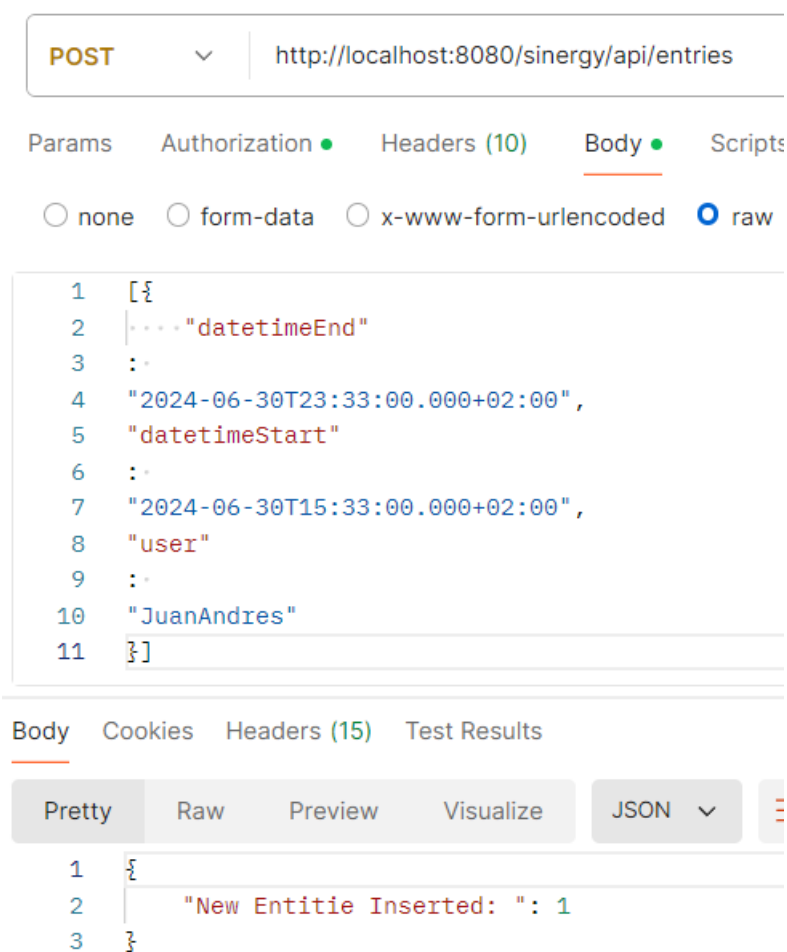 POST http://localhost:8080/sinergy/api/entries
Params Authorization Headers (10) Body Scripts
none form-data x-www-form-urlencoded raw
1 [{
2 "datetimeEnd"
3 :
4 "2024-06-30T23:33:00.000+02:00",
5 "datetimeStart"
6 :
7 "2024-06-30T15:33:00.000+02:00",
8 "user"
9 :
10 "JuanAndres"
11 }]
Body Cookies Headers (15) Test Results
Pretty Raw Preview Visualize JSON
1 {
2 "New Entitie Inserted: ": 1
3 }